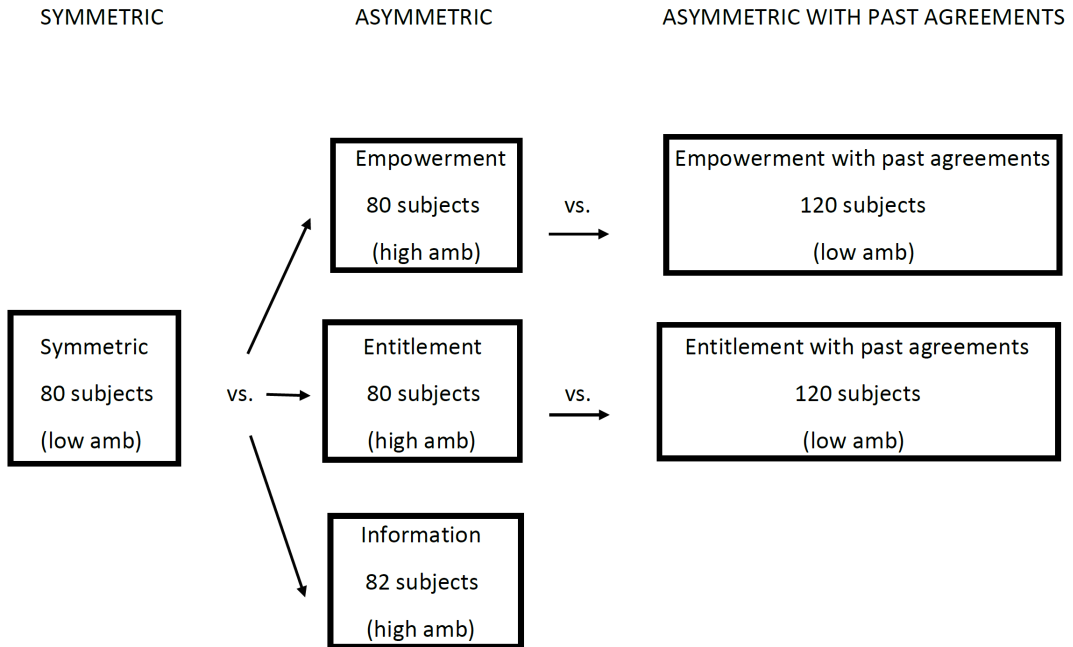 SYMMETRIC
ASYMMETRIC
ASYMMETRIC WITH PAST AGREEMENTS
Symmetric
80 subjects
(low amb)
vs.
Empowerment
80 subjects
(high amb)
vs.
Empowerment with past agreements
120 subjects
(low amb)
Entitlement
80 subjects
(high amb)
vs.
Entitlement with past agreements
120 subjects
(low amb)
Information
82 subjects
(high amb)